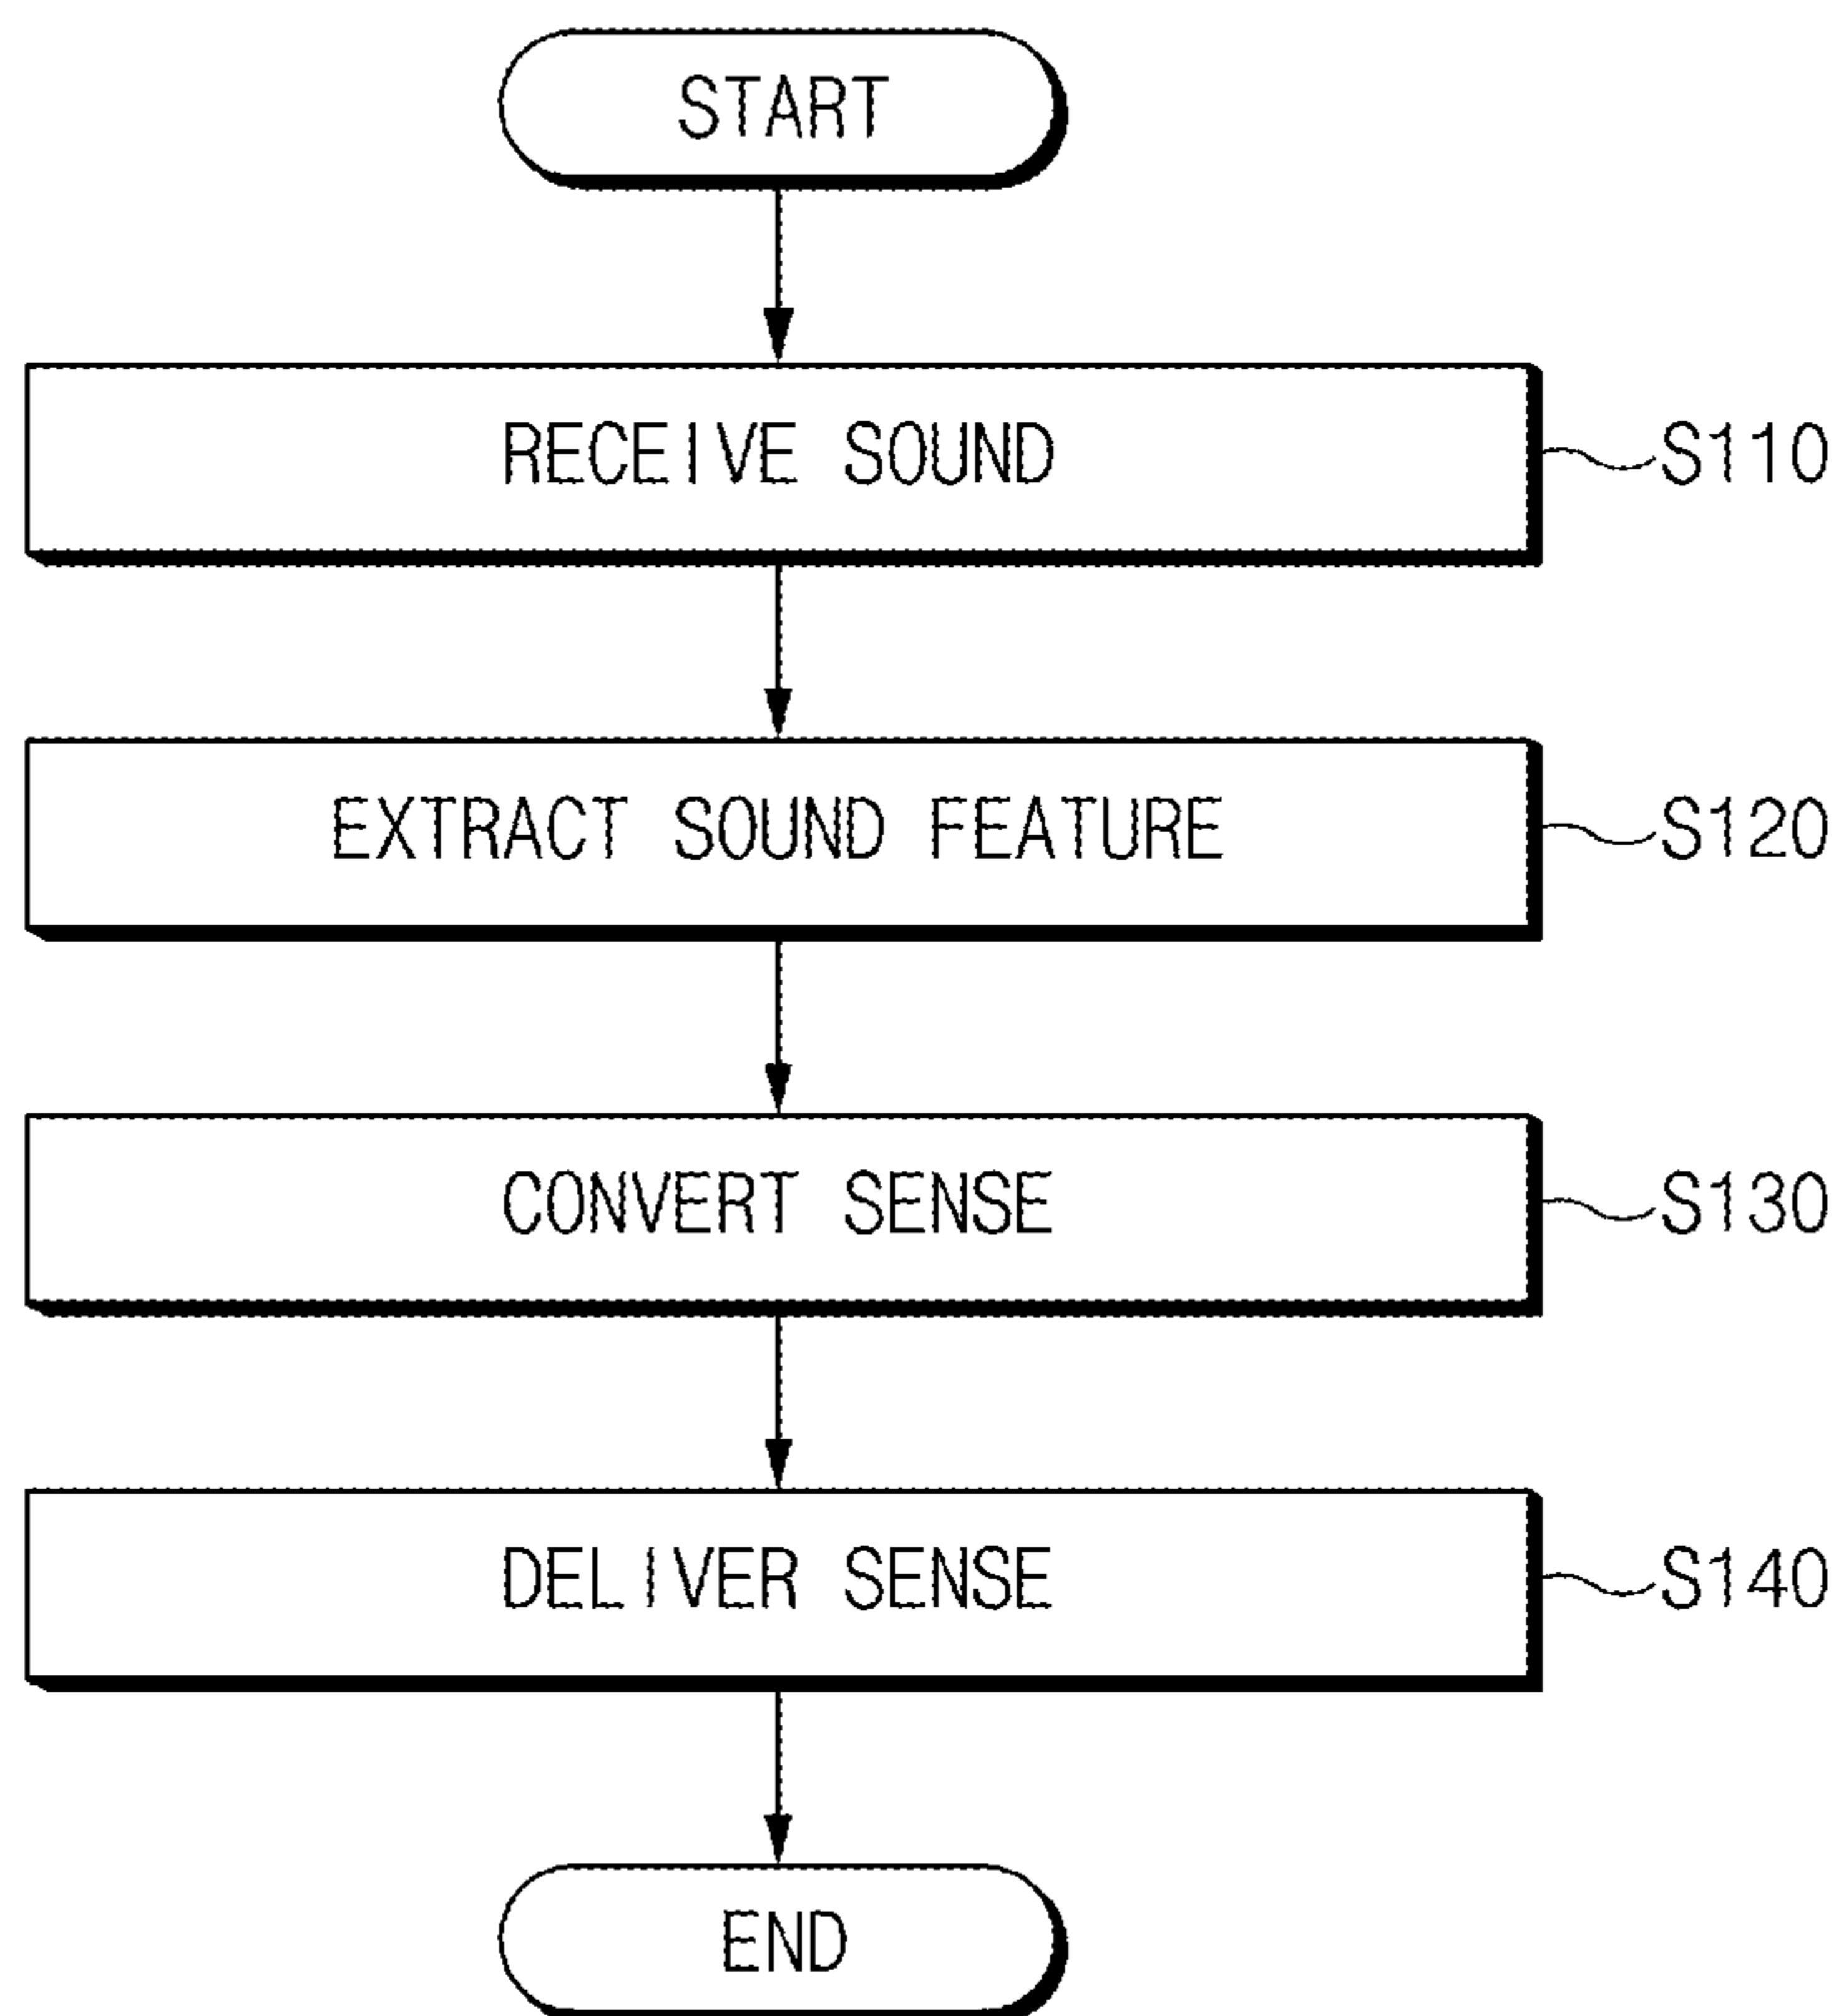 START
RECEIVE SOUND
S110
EXTRACT SOUND FEATURE
S120
CONVERT SENSE
S130
DELIVER SENSE
S140
END